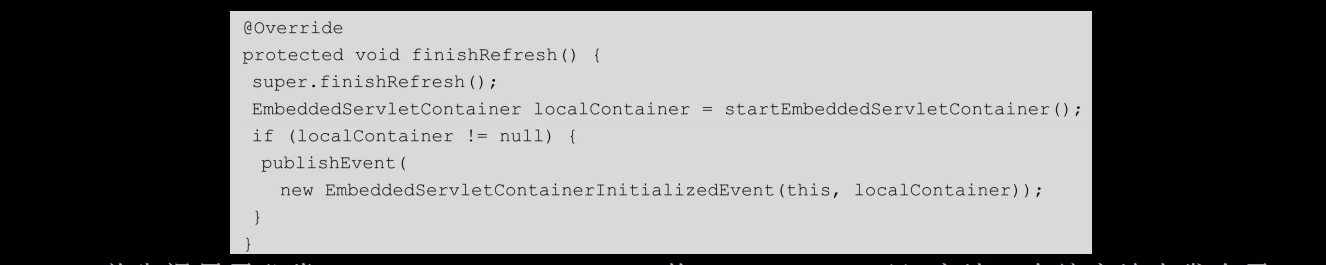 @Override
protected void finishRefresh() {
 super.finishRefresh();
 EmbeddedServletContainer localContainer = startEmbeddedServletContainer();
 if (localContainer != null) {
  publishEvent(
    new EmbeddedServletContainerInitializedEvent(this, localContainer));
 }
}